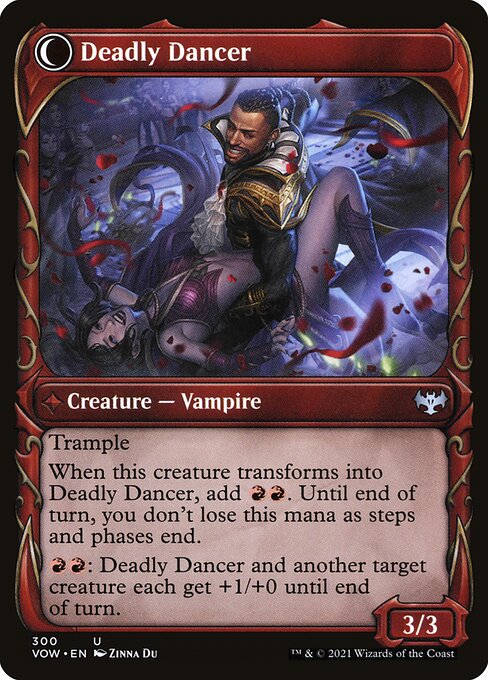 Deadly Dancer
Creature — Vampire
Trample
When this creature transforms into
Deadly Dancer, add . Until end of
turn, you don't lose this mana as steps
and phases end.
: Deadly Dancer and another target
creature each get +1/+0 until end
of turn.
3/3
300 U
VOW • EN Zinna Du
™ & © 2021 Wizards of the Coast